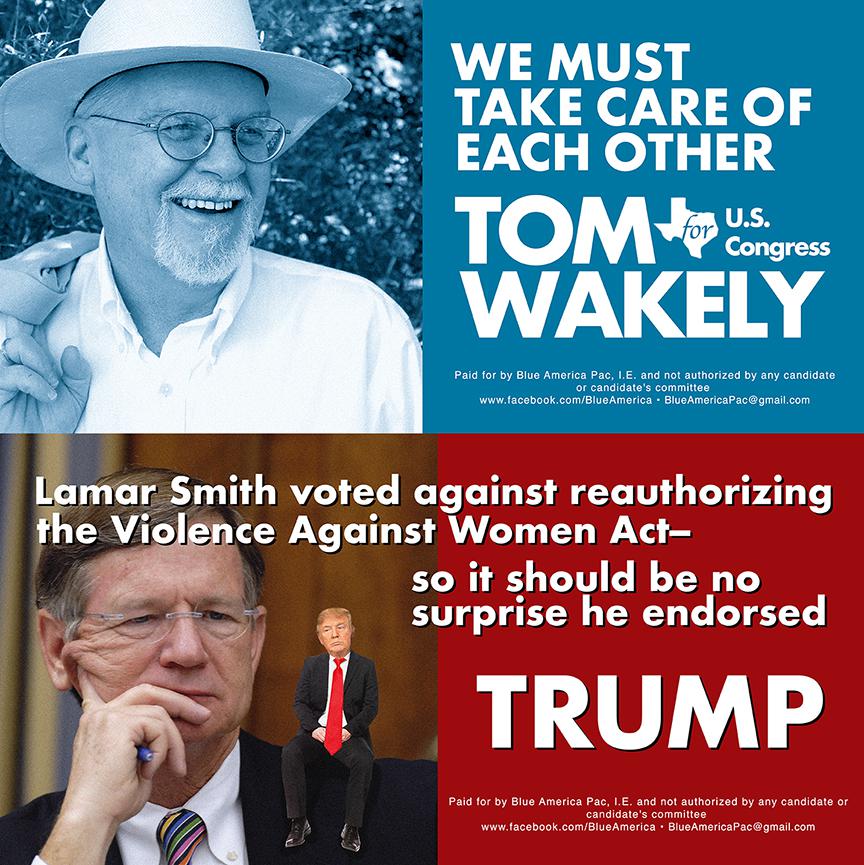 WE MUST
TAKE CARE OF
EACH OTHER
TOM for U.S.
Congress
WAKELY
Paid for by Blue America Pac, I.E. and not authorized by any candidate
or candidate's committee
www.facebook.com/BlueAmerica • BlueAmericaPac@gmail.com
Lamar Smith voted against reauthorizing
the Violence Against Women Act–
so it should be no
surprise he endorsed
TRUMP
Paid for by Blue America Pac, I.E. and not authorized by any candidate or
candidate's committee
www.facebook.com/BlueAmerica • BlueAmericaPac@gmail.com